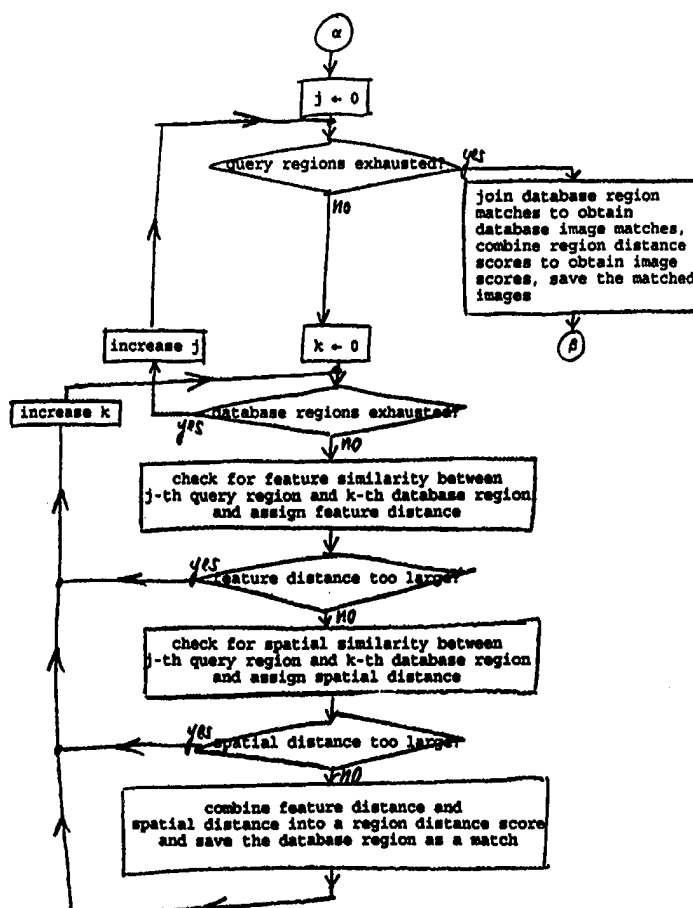 α
j ← 0
query regions exhausted?
yes
no
join database region
matches to obtain
database image matches,
combine region distance
scores to obtain image
scores, save the matched
images
β
increase j
k ← 0
increase k
database regions exhausted?
yes
no
check for feature similarity between
j-th query region and k-th database region
and assign feature distance
yes
feature distance too large?
no
check for spatial similarity between
j-th query region and k-th database region
and assign spatial distance
yes
spatial distance too large?
no
combine feature distance and
spatial distance into a region distance score
and save the database region as a match